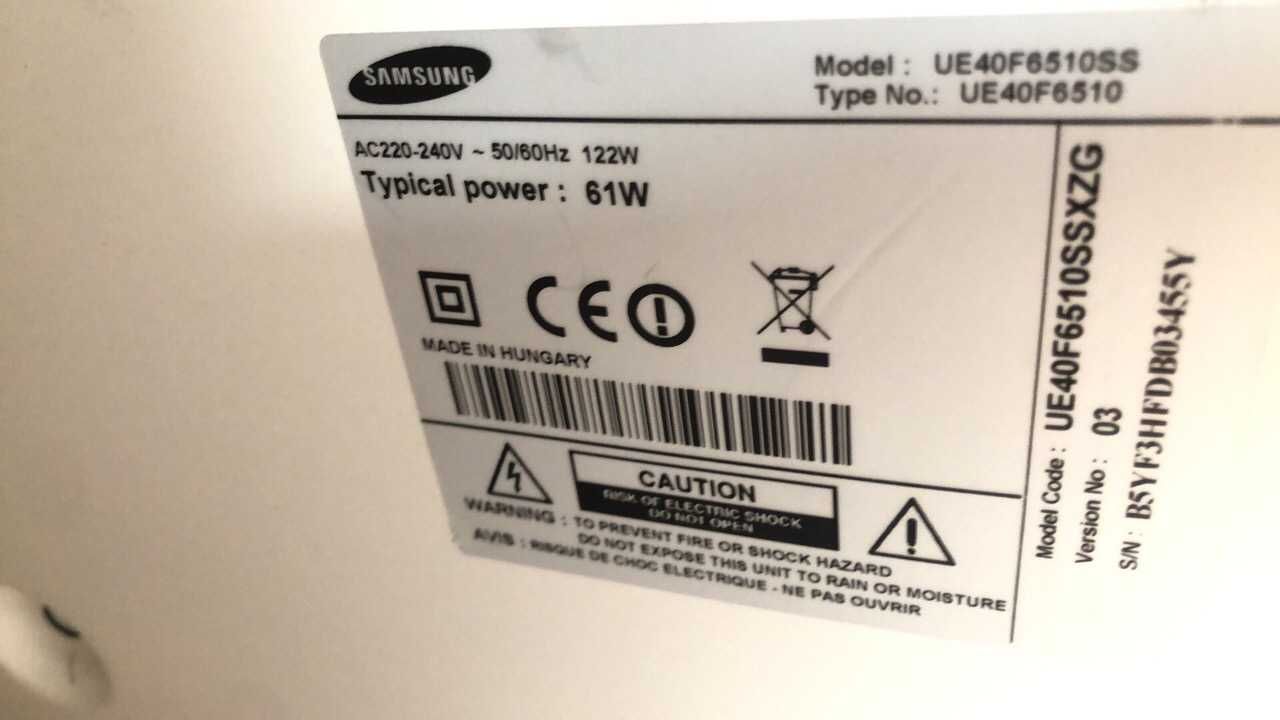 SAMSUNG
Model : UE40F6510SS
Type No.: UE40F6510
AC220-240V ~ 50/60Hz 122W
Typical power : 61W
MADE IN HUNGARY
CAUTION
RISK OF ELECTRIC SHOCK
DO NOT OPEN
WARNING : TO PREVENT FIRE OR SHOCK HAZARD
DO NOT EXPOSE THIS UNIT TO RAIN OR MOISTURE
AVIS : RISQUE DE CHOC ELECTRIQUE - NE PAS OUVRIR
Model Code : UE40F6510SSXZG
Version No : 03
S/N : B5YF3HFDB03455Y